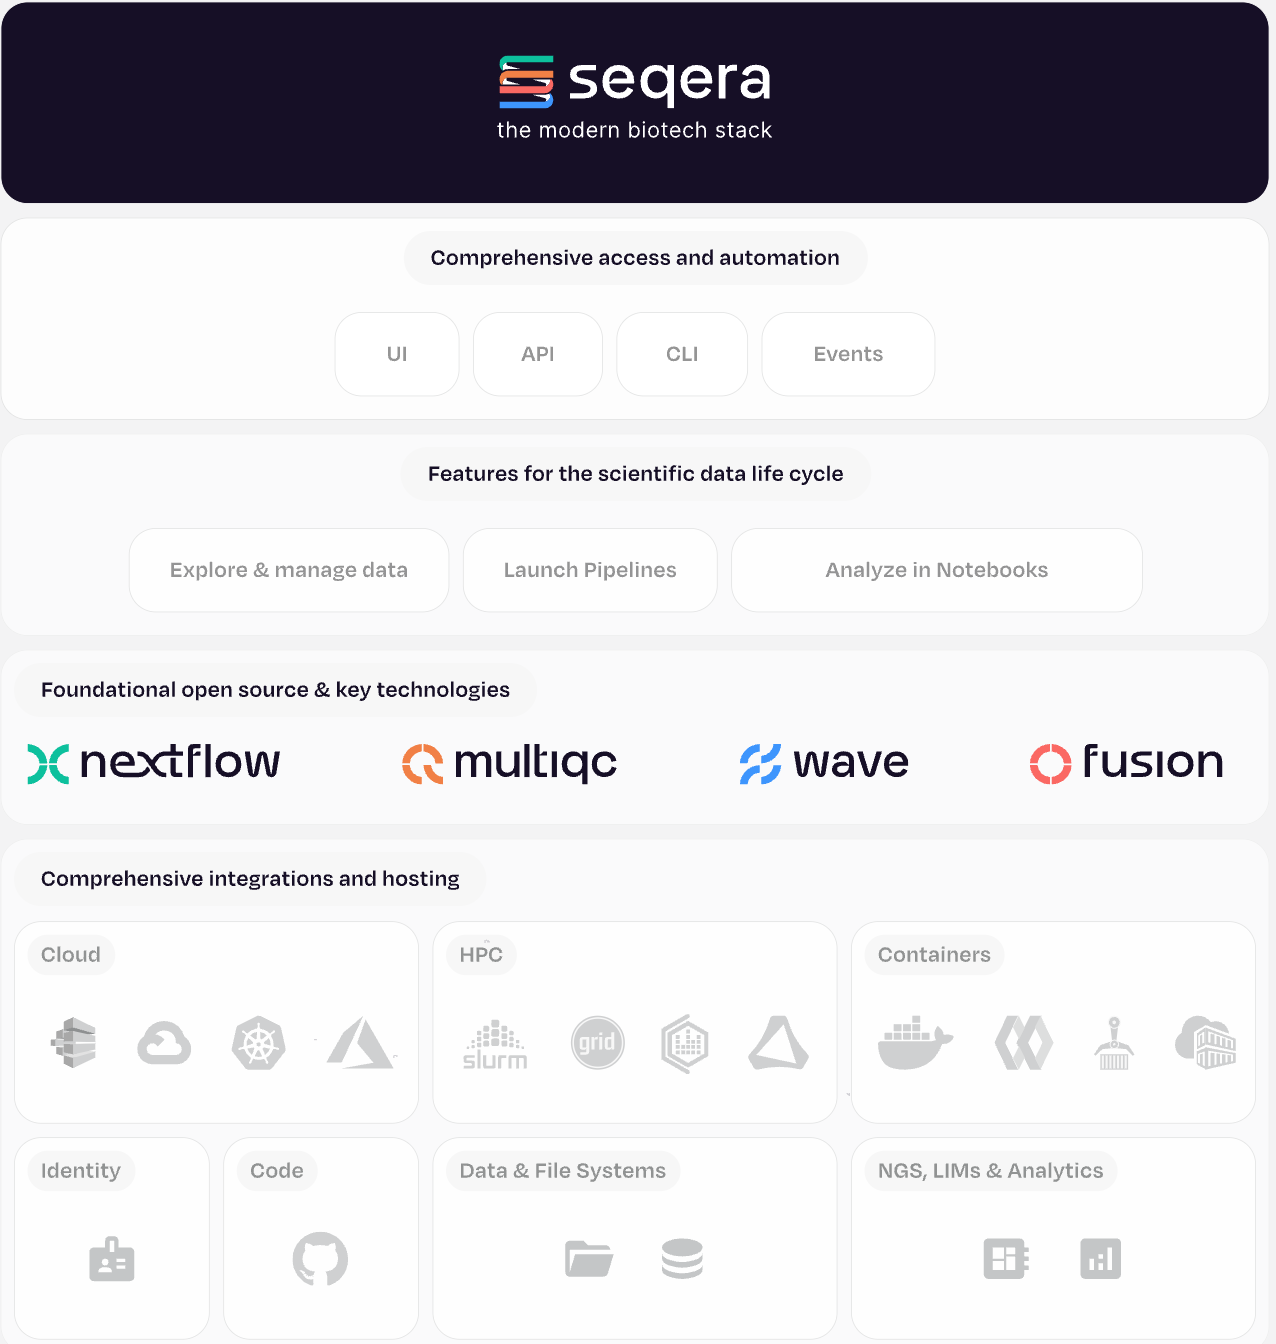 seqera
the modern biotech stack
Comprehensive access and automation
UI
API
CLI
Events
Features for the scientific data life cycle
Explore & manage data
Launch Pipelines
Analyze in Notebooks
Foundational open source & key technologies
nextflow
multiqc
wave
fusion
Comprehensive integrations and hosting
Cloud
HPC
Containers
slurm
grid
Identity
Code
Data & File Systems
NGS, LIMs & Analytics